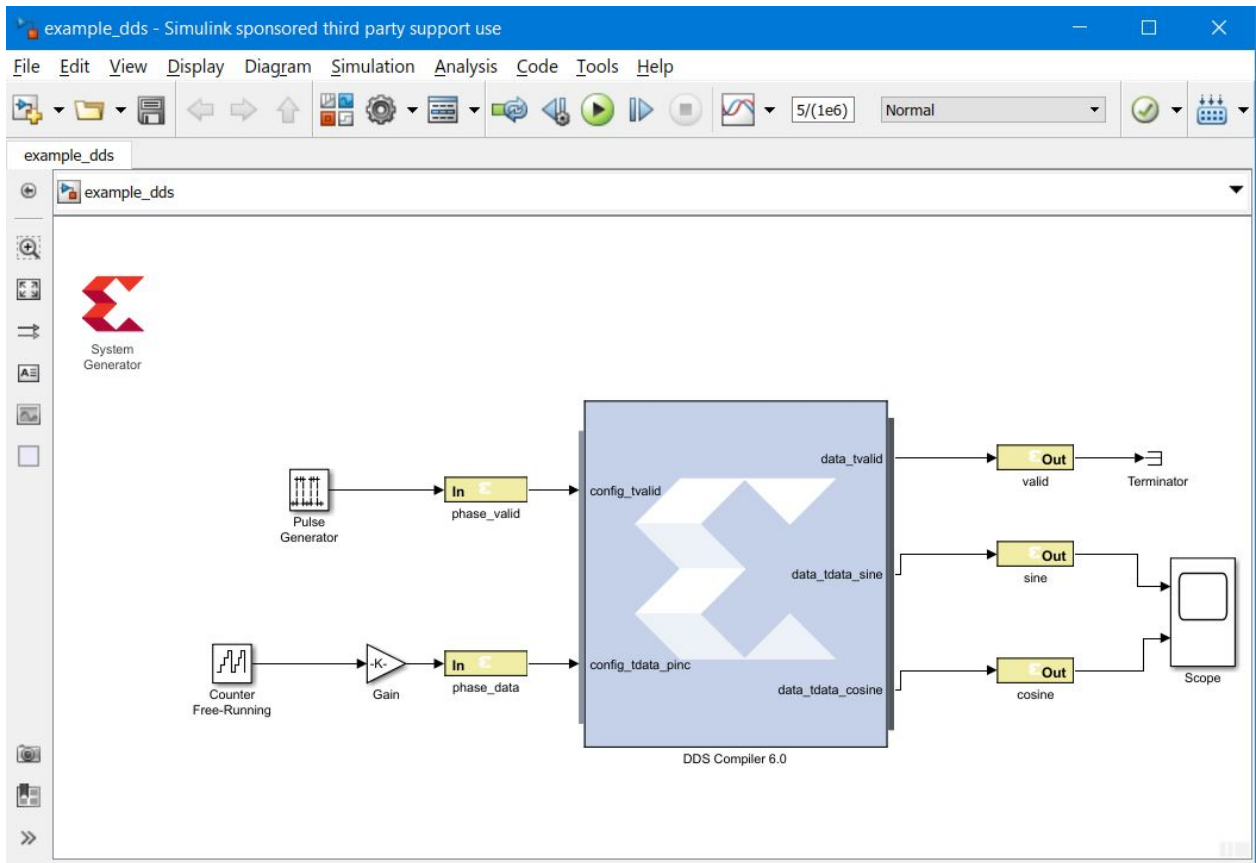 example_dds - Simulink sponsored third party support use
File Edit View Display Diagram Simulation Analysis Code Tools Help
5/(1e6) Normal
example_dds
example_dds
System
Generator
data_tvalid
Out
valid
Terminator
Pulse
Generator
In
phase_valid
config_tvalid
data_tdata_sine
Out
sine
Counter
Free-Running
-K-
Gain
In
phase_data
config_tdata_pinc
data_tdata_cosine
Out
cosine
Scope
DDS Compiler 6.0